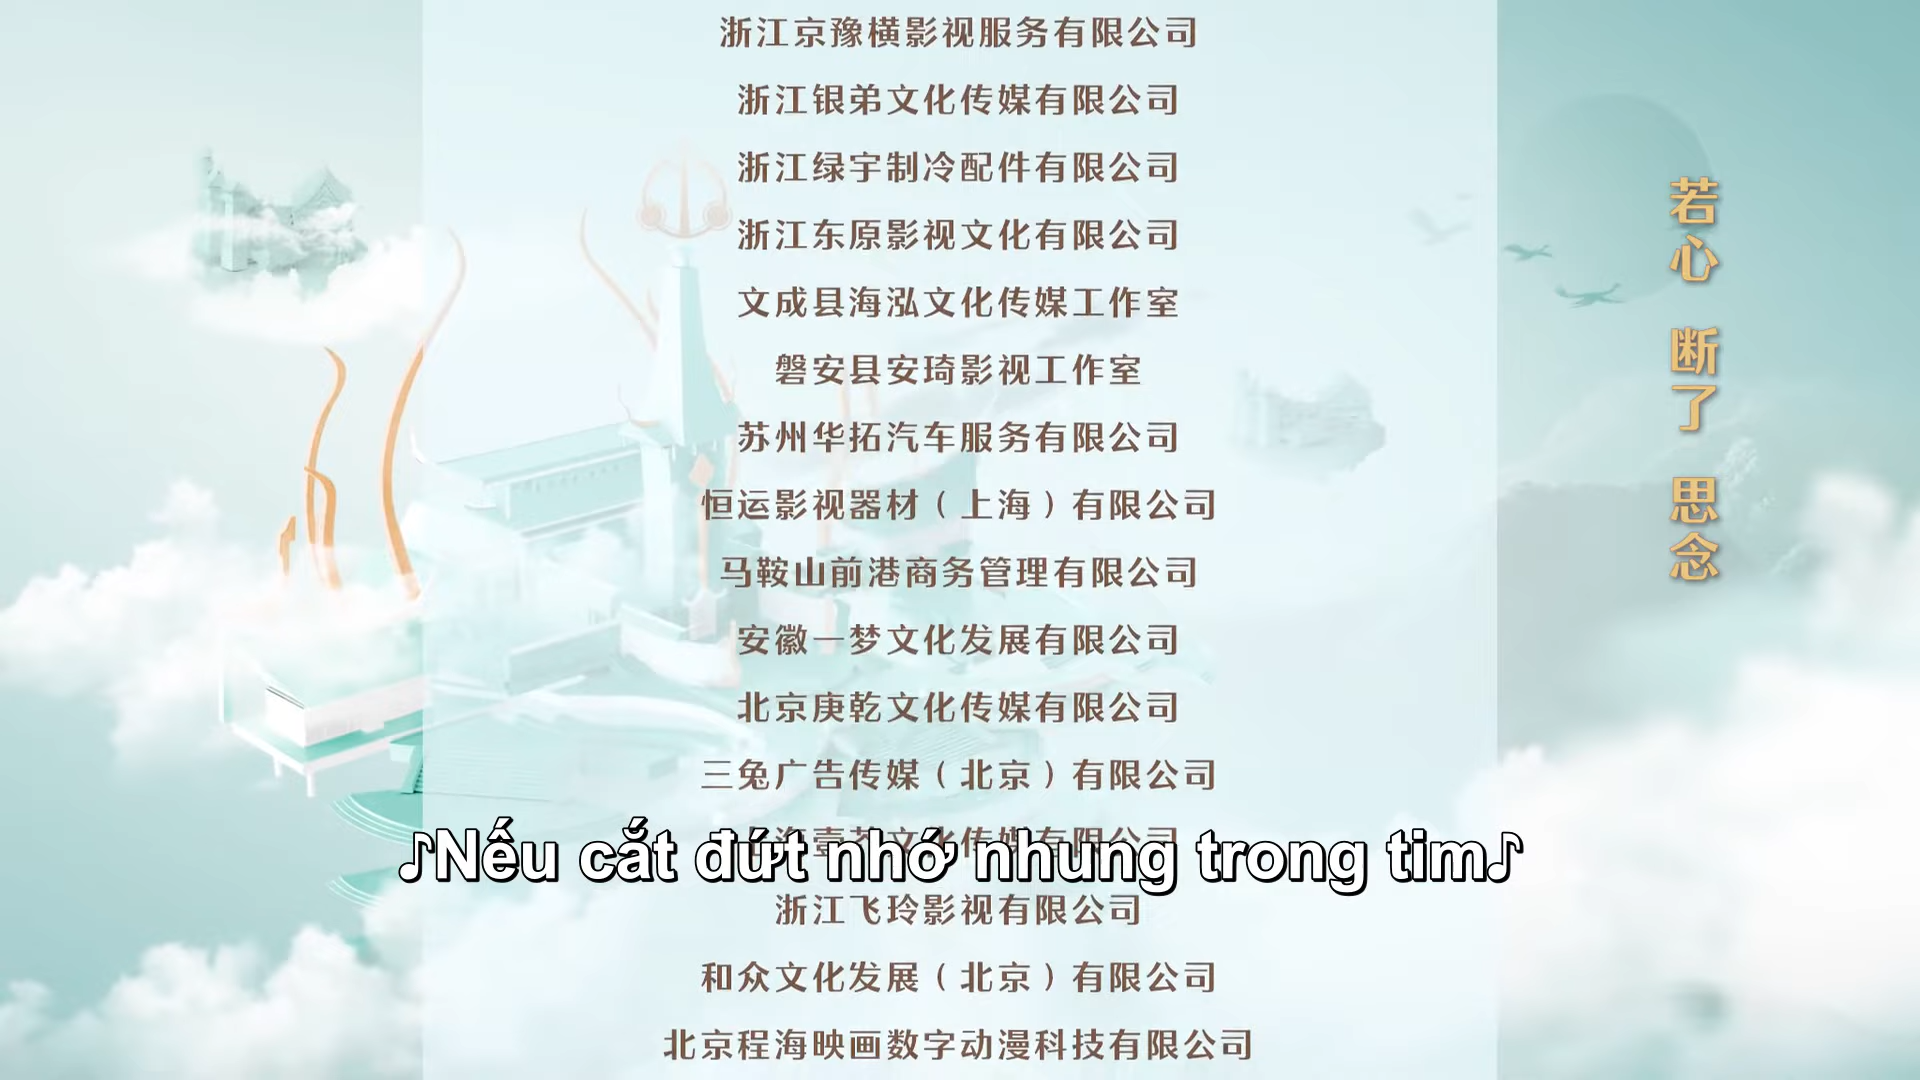 浙江京豫横影视服务有限公司
浙江银弟文化传媒有限公司
浙江绿宇制冷配件有限公司
浙江东原影视文化有限公司
文成县海泓文化传媒工作室
磐安县安琦影视工作室
苏州华拓汽车服务有限公司
恒运影视器材（上海）有限公司
马鞍山前港商务管理有限公司
安徽一梦文化发展有限公司
北京庚乾文化传媒有限公司
三兔广告传媒（北京）有限公司
♪Nếu cắt đứt nhớ nhung trong tim♪
浙江飞玲影视有限公司
和众文化发展（北京）有限公司
北京程海映画数字动漫科技有限公司
若心 断了 思念